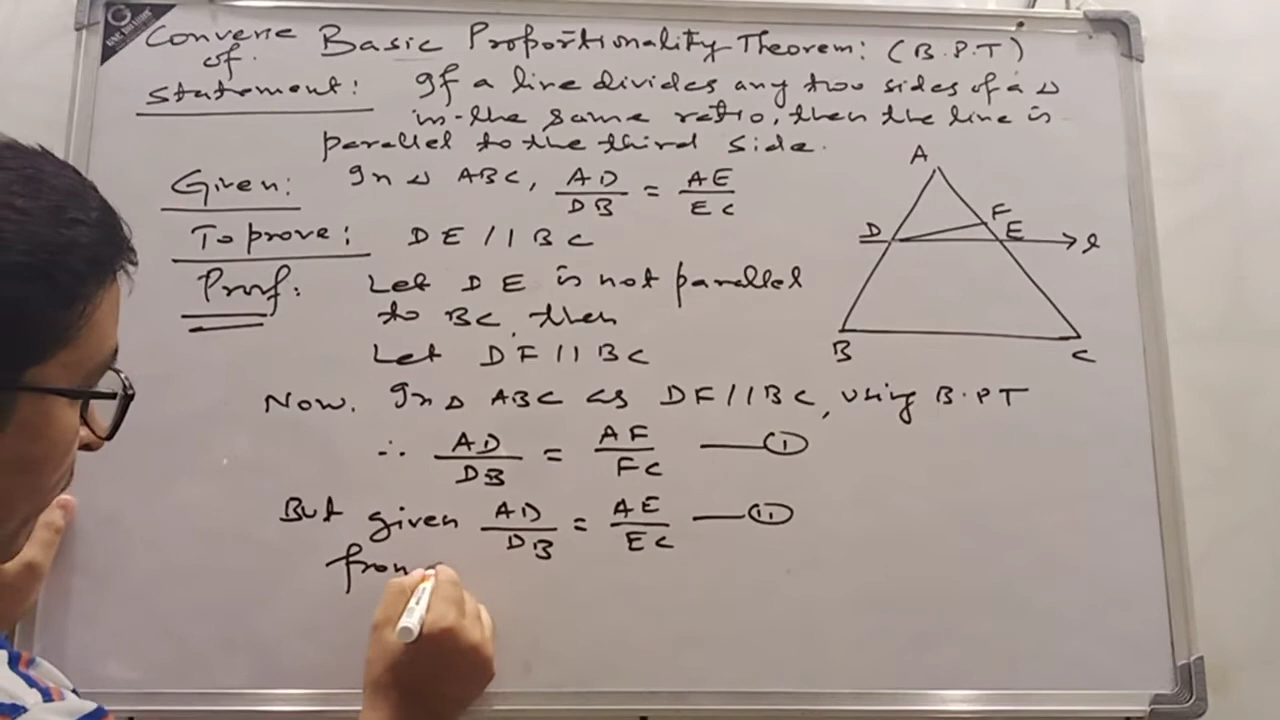 Converse Basic Proportionality Theorem: (B.P.T)
of.
Statement: If a line divides any two sides of a △
in the same ratio, then the line is
parallel to the third side.
Given: In △ ABC, AD/DB = AE/EC
To prove: DE // BC
Proof: Let DE is not parallel
to BC, then
Let DF // BC
Now. In △ ABC as DF // BC, using B.P.T
∴ AD/DB = AF/FC —(1)
But given AD/DB = AE/EC —(11)
from
A
F
D E l
B C